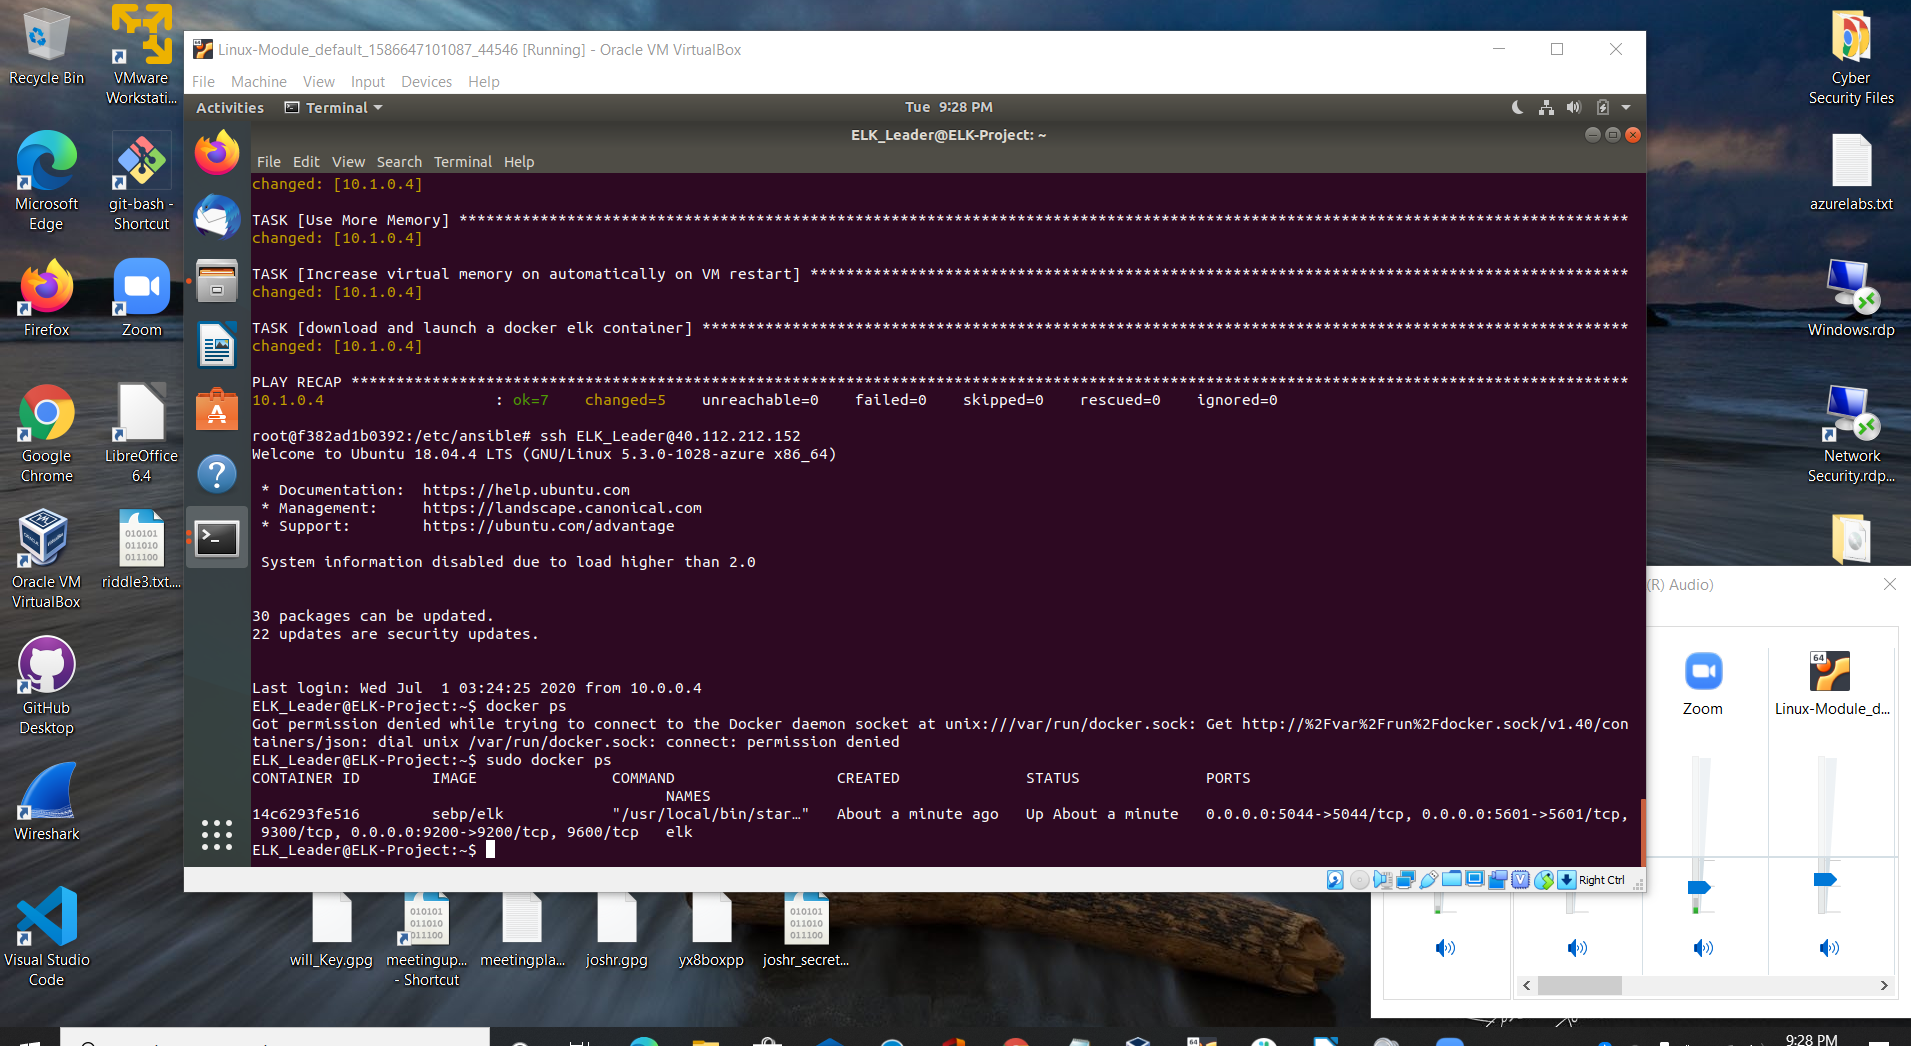 Recycle Bin
VMware
Workstati...
Microsoft
Edge
git-bash -
Shortcut
Firefox
Zoom
Google
Chrome
LibreOffice
6.4
Oracle VM
VirtualBox
riddle3.txt....
GitHub
Desktop
Wireshark
Visual Studio
Code
Linux-Module_default_1586647101087_44546 [Running] - Oracle VM VirtualBox
File Machine View Input Devices Help
Activities Terminal Tue 9:28 PM
ELK_Leader@ELK-Project: ~
File Edit View Search Terminal Help
changed: [10.1.0.4]
TASK [Use More Memory] **********************************************************************************************************************************
changed: [10.1.0.4]
TASK [Increase virtual memory on automatically on VM restart] *******************************************************************************************
changed: [10.1.0.4]
TASK [download and launch a docker elk container] *******************************************************************************************************
changed: [10.1.0.4]
PLAY RECAP **********************************************************************************************************************************************
10.1.0.4 : ok=7 changed=5 unreachable=0 failed=0 skipped=0 rescued=0 ignored=0
root@f382ad1b0392:/etc/ansible# ssh ELK_Leader@40.112.212.152
Welcome to Ubuntu 18.04.4 LTS (GNU/Linux 5.3.0-1028-azure x86_64)
* Documentation: https://help.ubuntu.com
* Management: https://landscape.canonical.com
* Support: https://ubuntu.com/advantage
System information disabled due to load higher than 2.0
30 packages can be updated.
22 updates are security updates.
Last login: Wed Jul 1 03:24:25 2020 from 10.0.0.4
ELK_Leader@ELK-Project:~$ docker ps
Got permission denied while trying to connect to the Docker daemon socket at unix:///var/run/docker.sock: Get http://%2Fvar%2Frun%2Fdocker.sock/v1.40/con
tainers/json: dial unix /var/run/docker.sock: connect: permission denied
ELK_Leader@ELK-Project:~$ sudo docker ps
CONTAINER ID IMAGE COMMAND CREATED STATUS PORTS
NAMES
14c6293fe516 sebp/elk "/usr/local/bin/star…" About a minute ago Up About a minute 0.0.0.0:5044->5044/tcp, 0.0.0.0:5601->5601/tcp,
9300/tcp, 0.0.0.0:9200->9200/tcp, 9600/tcp elk
ELK_Leader@ELK-Project:~$
Right Ctrl
Cyber
Security Files
azurelabs.txt
Windows.rdp
Network
Security.rdp...
(R) Audio)
Zoom
Linux-Module_d...
64
will_Key.gpg
meetingup...
- Shortcut
meetingpla...
joshr.gpg
yx8boxpp
joshr_secret...
9:28 PM